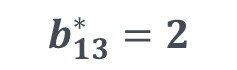 b*13 = 2